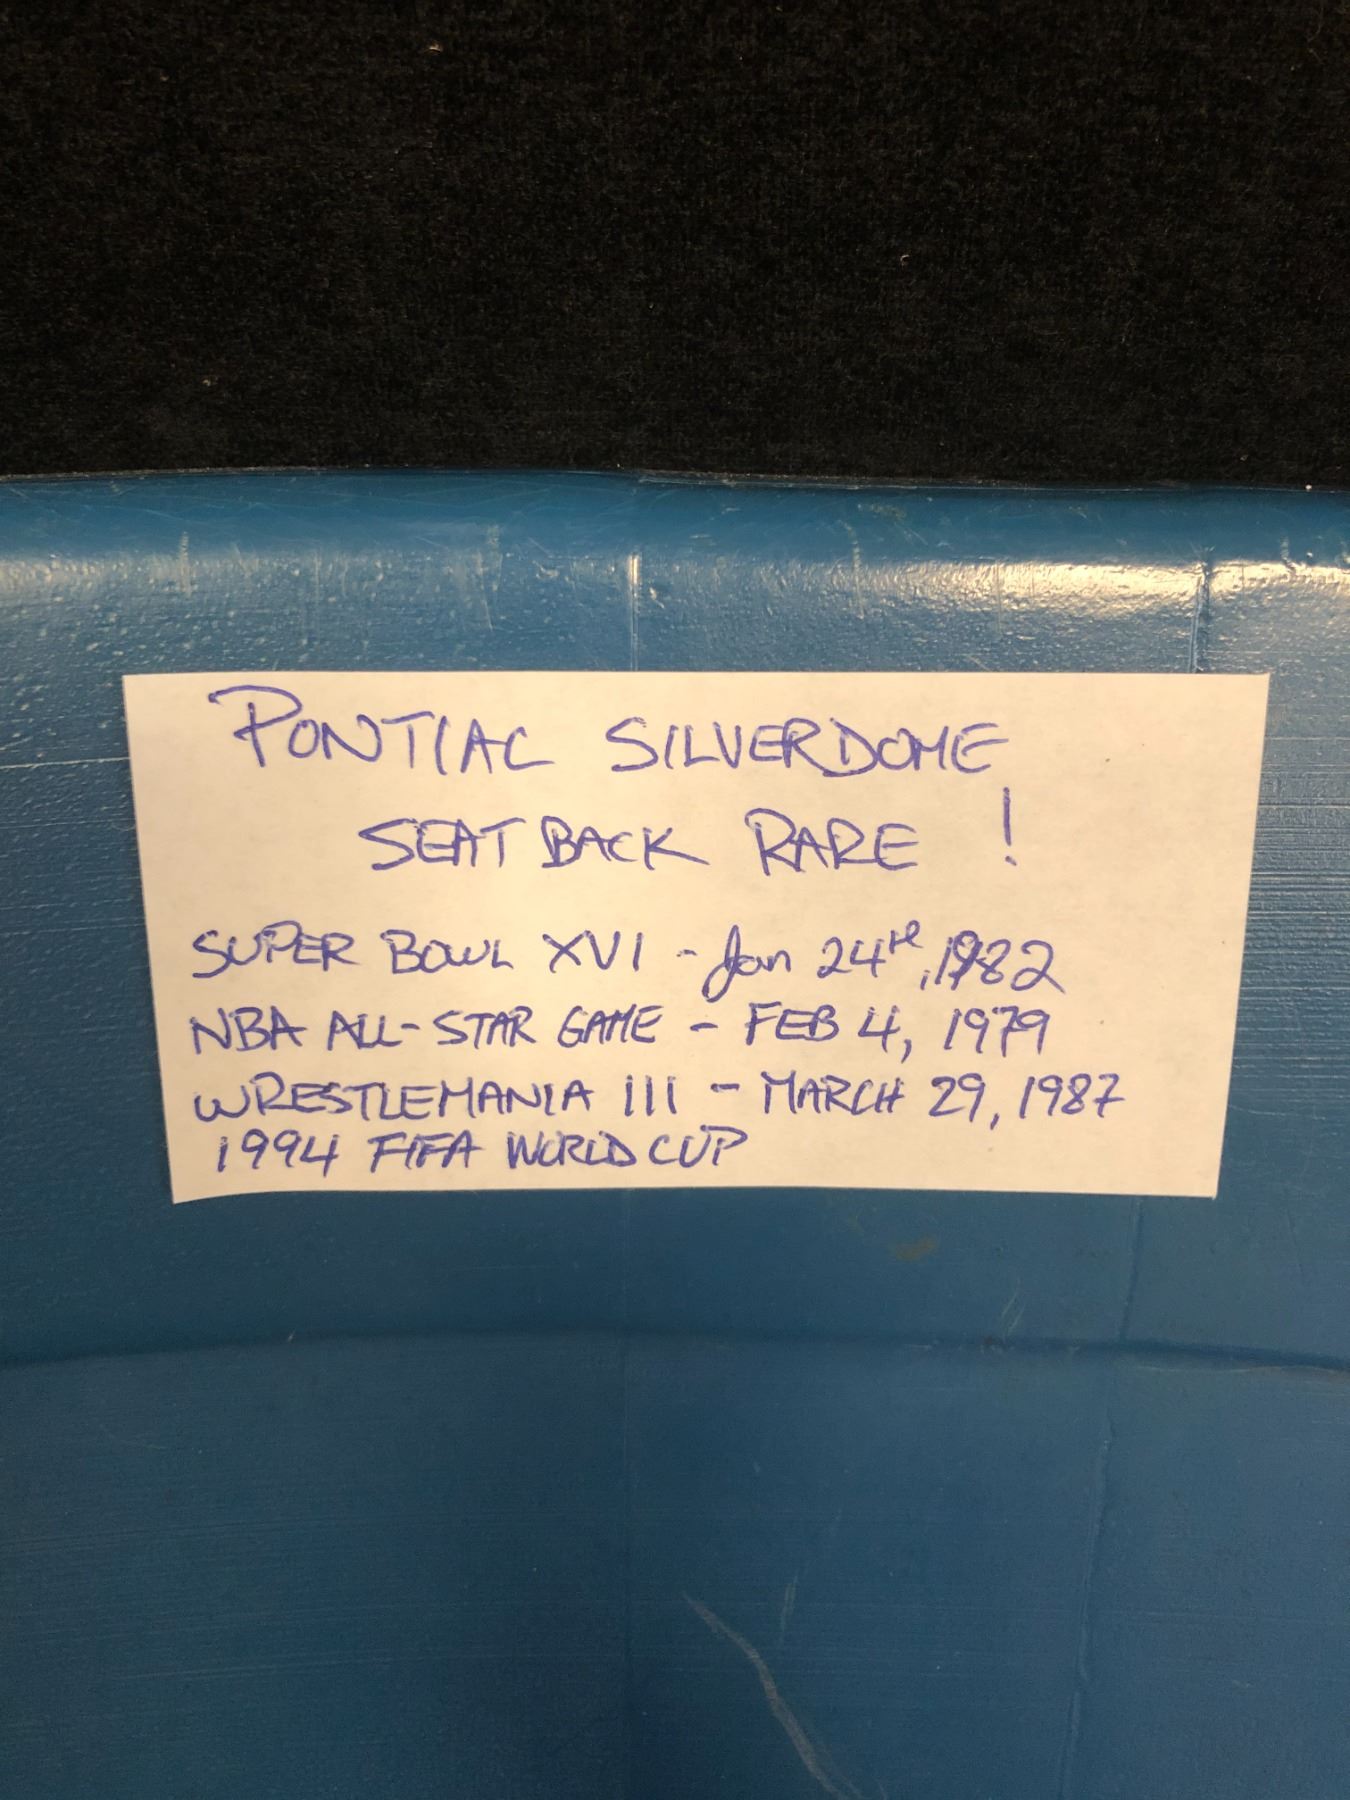 PONTIAC SILVERDOME
SEAT BACK RARE !
SUPER BOWL XVI - Jan 24th, 1982
NBA ALL-STAR GAME - FEB 4, 1979
WRESTLEMANIA III - MARCH 29, 1987
1994 FIFA WORLD CUP